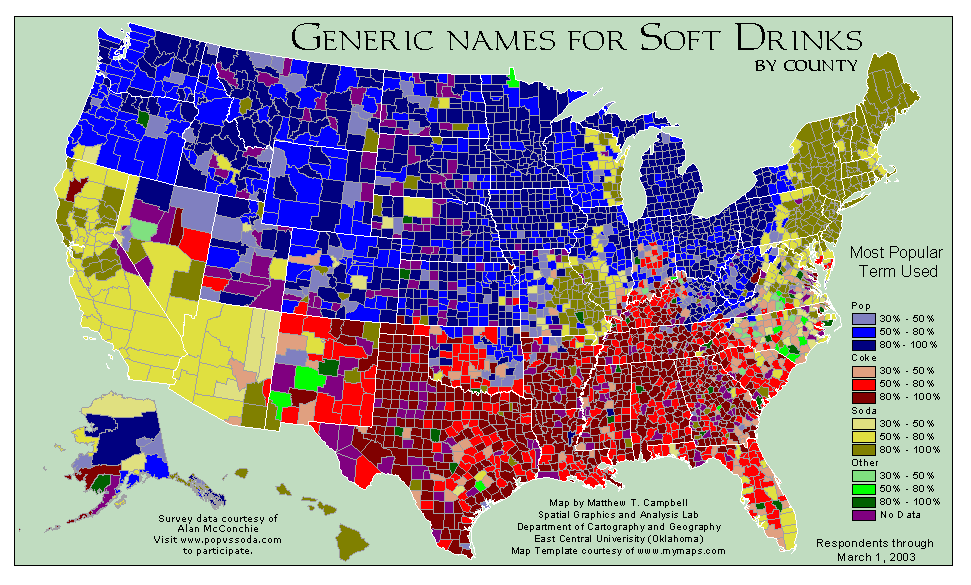 GENERIC NAMES FOR SOFT DRINKS
BY COUNTY
Most Popular
Term Used
Pop
30% - 50%
50% - 80%
80% - 100%
Coke
30% - 50%
50% - 80%
80% - 100%
Soda
30% - 50%
50% - 80%
80% - 100%
Other
30% - 50%
50% - 80%
80% - 100%
No Data
Survey data courtesy of
Alan McConchie
Visit www.popvssoda.com
to participate.
Map by Matthew T. Campbell
Spatial Graphics and Analysis Lab
Department of Cartography and Geography
East Central Univerisity (Oklahoma)
Map Template courtesy of www.mymaps.com
Respondents through
March 1, 2003